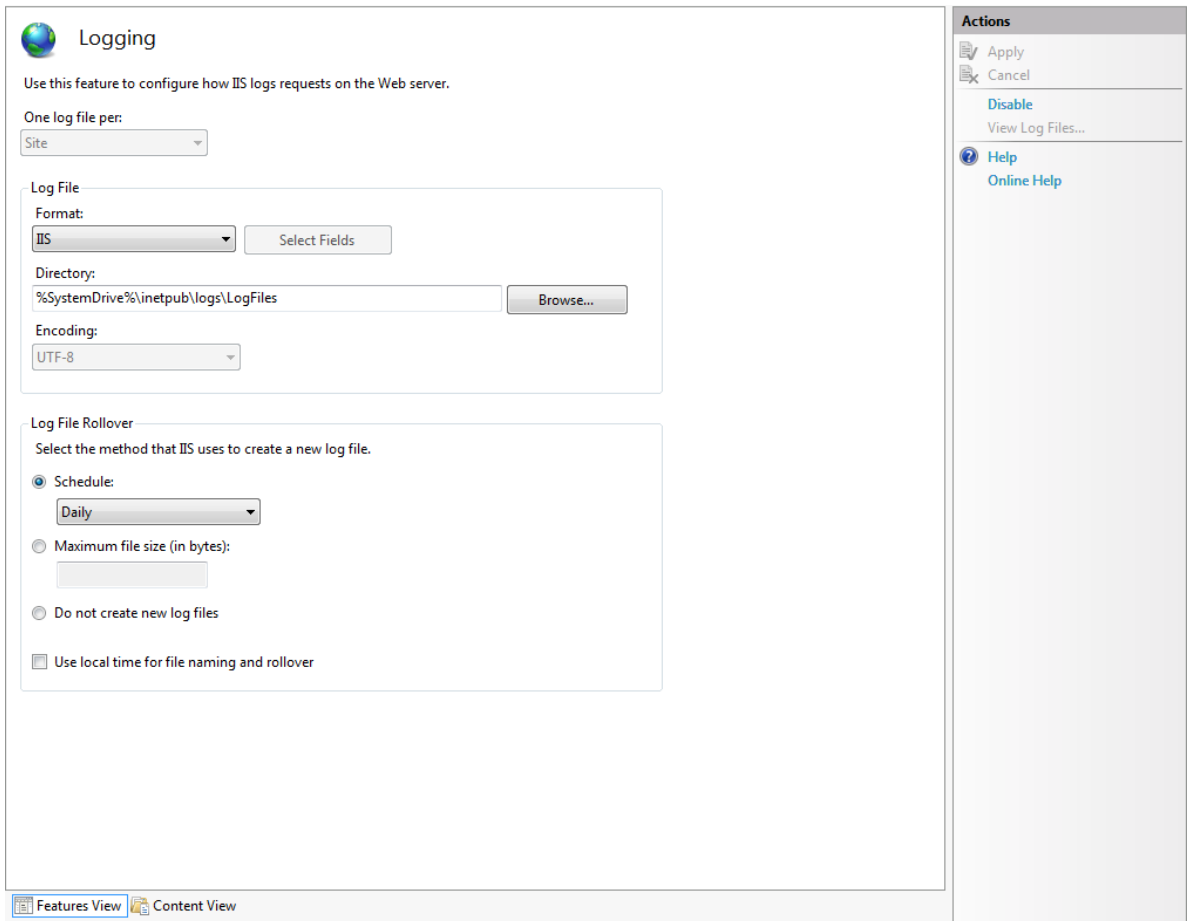 Logging
Use this feature to configure how IIS logs requests on the Web server.
One log file per:
Site
Log File
Format:
IIS
Select Fields
Directory:
%SystemDrive%\inetpub\logs\LogFiles
Browse...
Encoding:
UTF-8
Log File Rollover
Select the method that IIS uses to create a new log file.
Schedule:
Daily
Maximum file size (in bytes):
Do not create new log files
Use local time for file naming and rollover
Features View
Content View
Actions
Apply
Cancel
Disable
View Log Files...
Help
Online Help